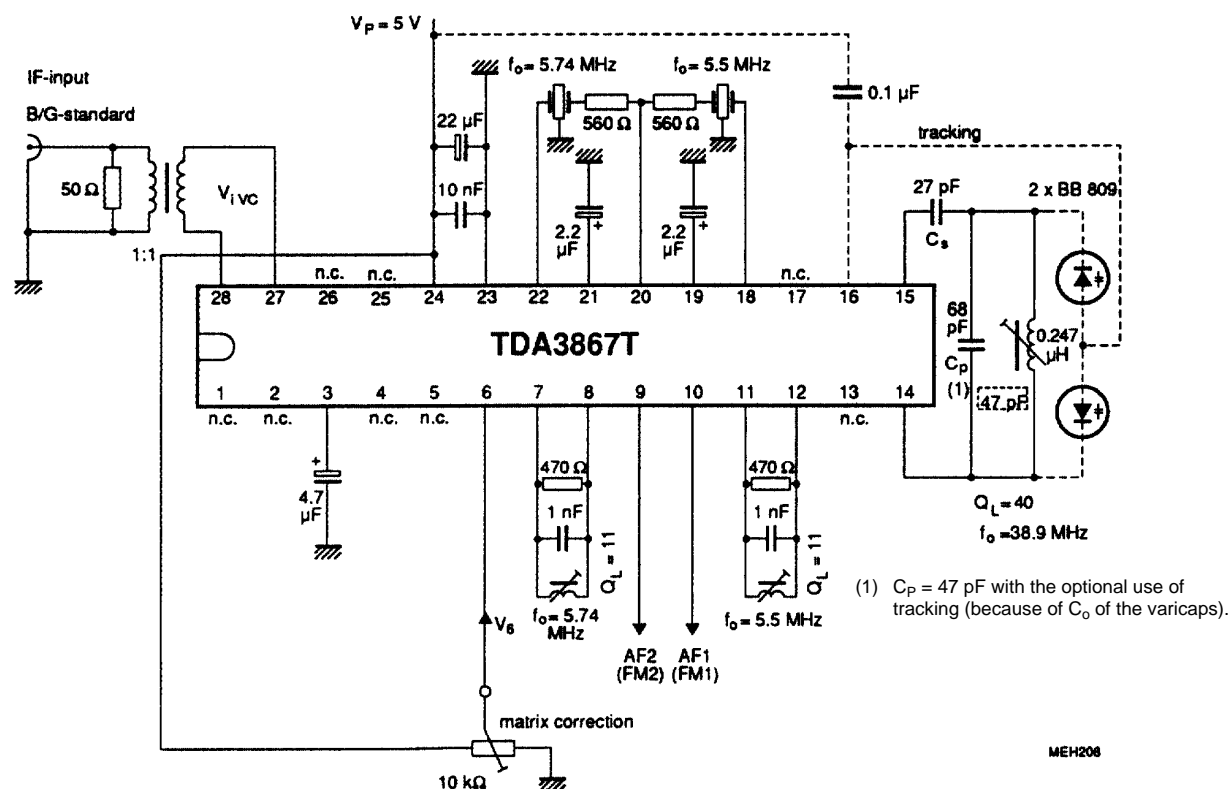 V_P = 5 V
IF-input
B/G-standard
f_o = 5.74 MHz
f_o = 5.5 MHz
0.1 µF
22 µF
560 Ω
560 Ω
tracking
50 Ω
V_i VC
10 nF
27 pF
2 x BB 809
2.2 µF
2.2 µF
C_s
1:1
n.c.
n.c.
n.c.
28 27 26 25 24 23 22 21 20 19 18 17 16 15
TDA3867T
68 pF
C_p
(1)
0.247 µH
47 pF
1 2 3 4 5 6 7 8 9 10 11 12 13 14
n.c. n.c. n.c. n.c. n.c.
+
4.7 µF
470 Ω
1 nF
Q_L = 11
f_o = 5.74 MHz
470 Ω
1 nF
Q_L = 11
f_o = 5.5 MHz
Q_L = 40
f_o = 38.9 MHz
(1) C_P = 47 pF with the optional use of
tracking (because of C_o of the varicaps).
V_6
AF2
(FM2)
AF1
(FM1)
matrix correction
10 kΩ
MEH206